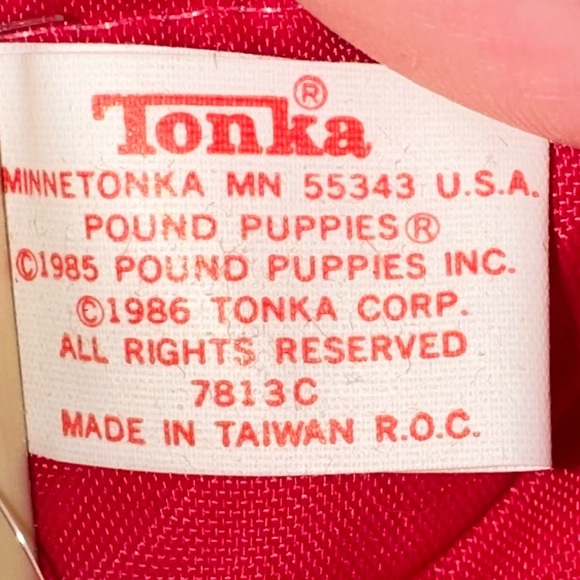 Tonka®
MINNETONKA MN 55343 U.S.A.
POUND PUPPIES®
©1985 POUND PUPPIES INC.
©1986 TONKA CORP.
ALL RIGHTS RESERVED
7813C
MADE IN TAIWAN R.O.C.